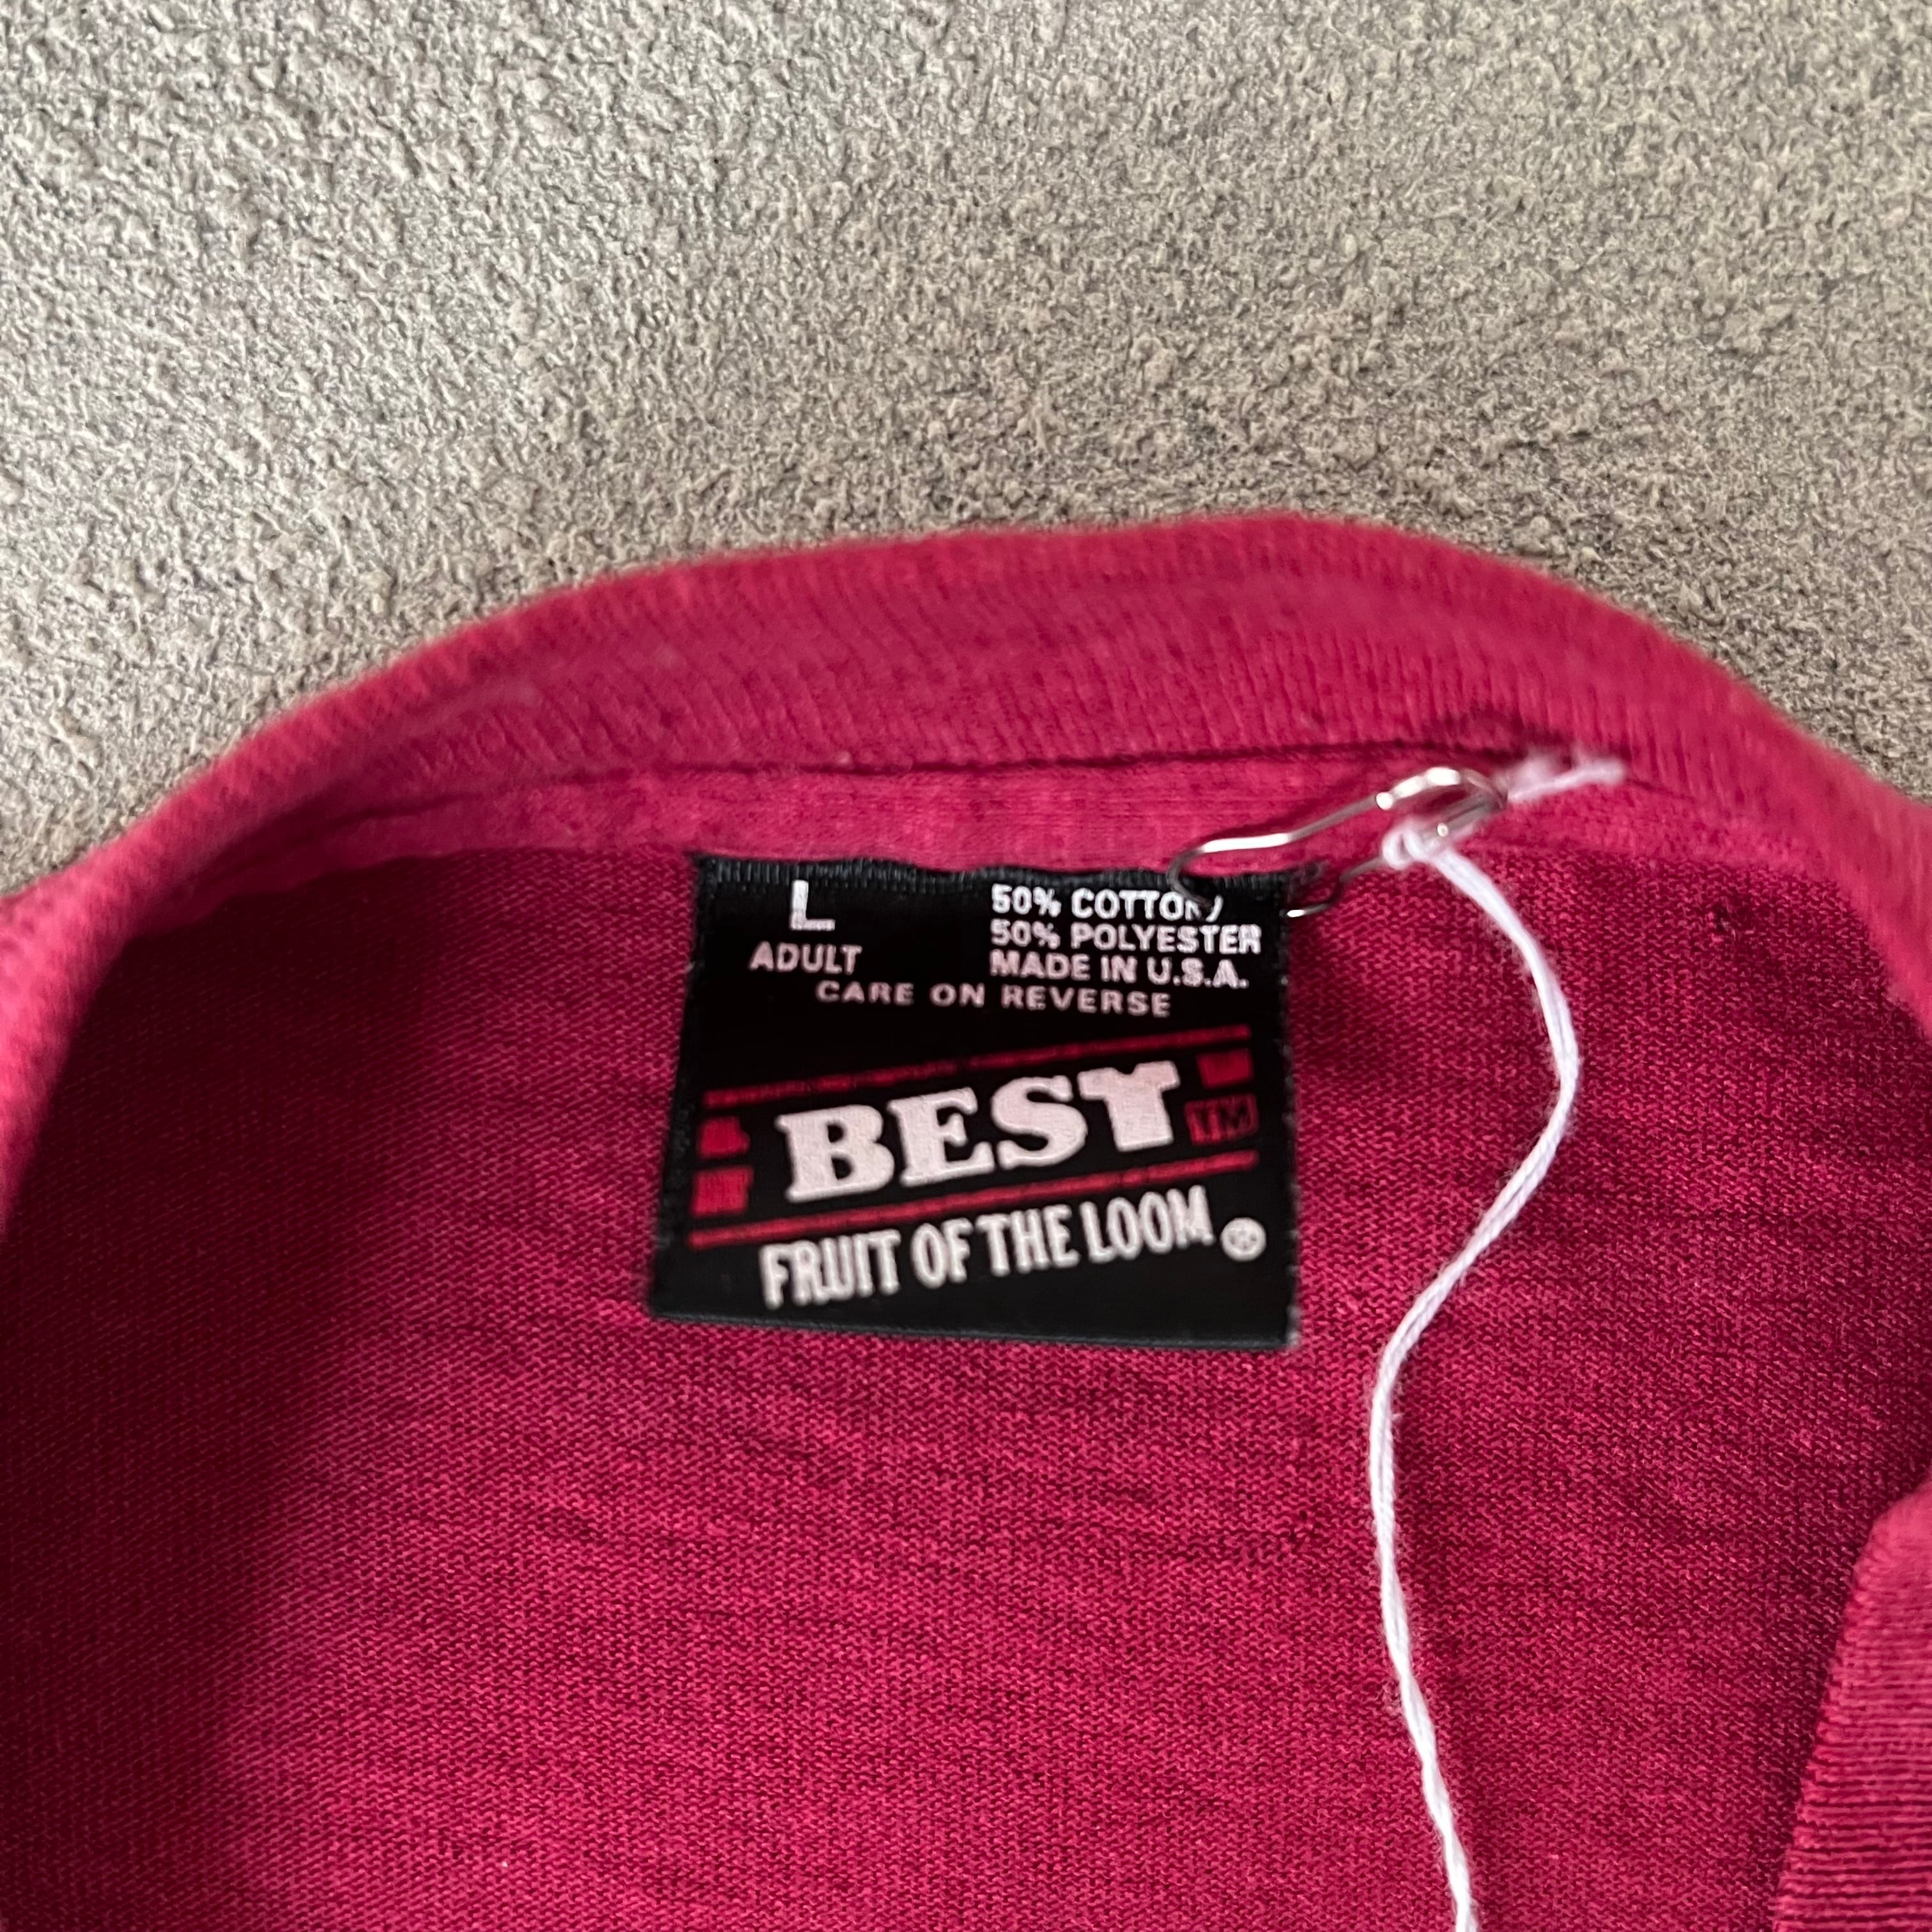 L
ADULT
50% COTTON/
50% POLYESTER
MADE IN U.S.A.
CARE ON REVERSE
BEST
TM
FRUIT OF THE LOOM ®